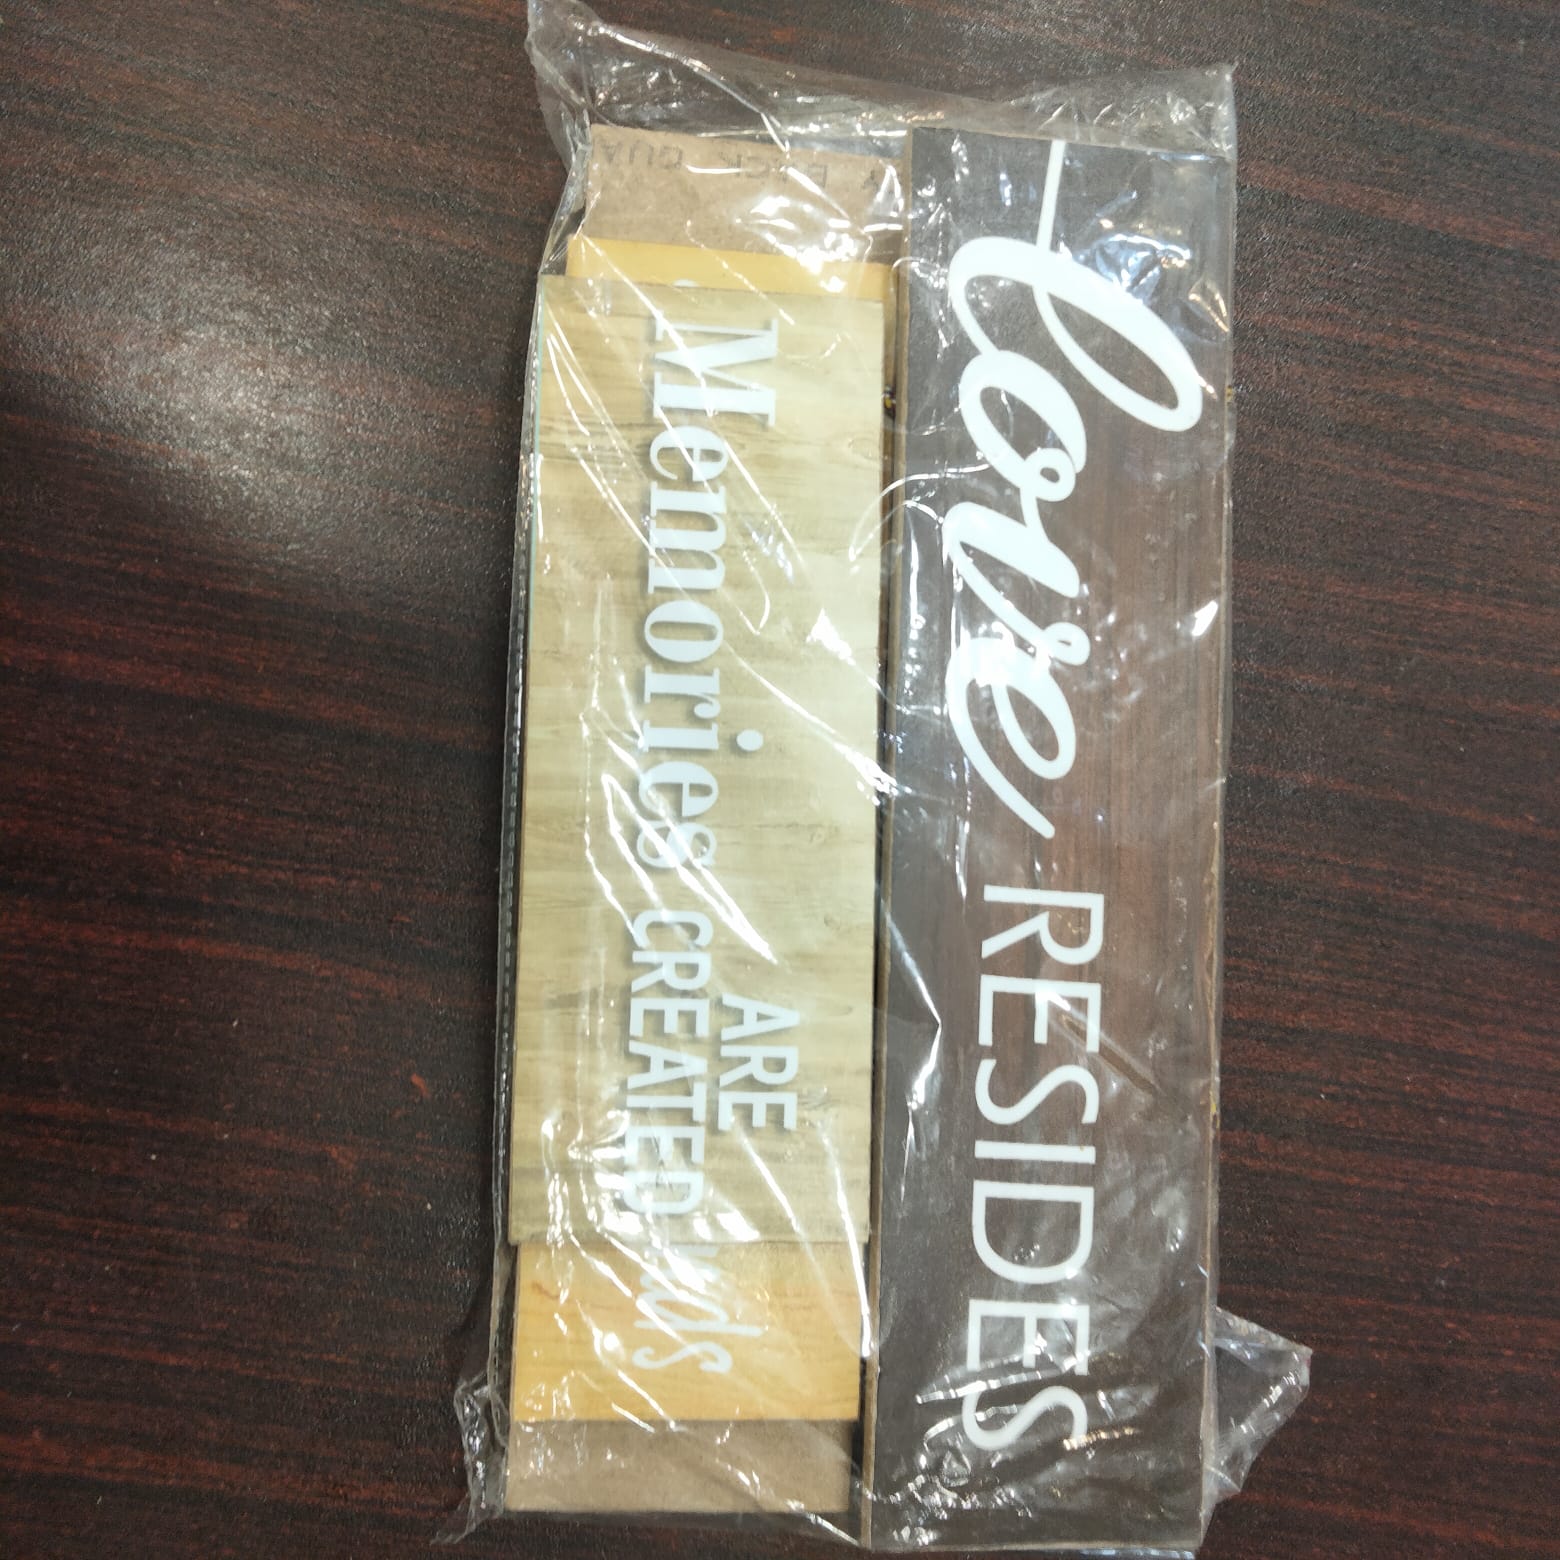 love RESIDES
Memories ARE
CREATED